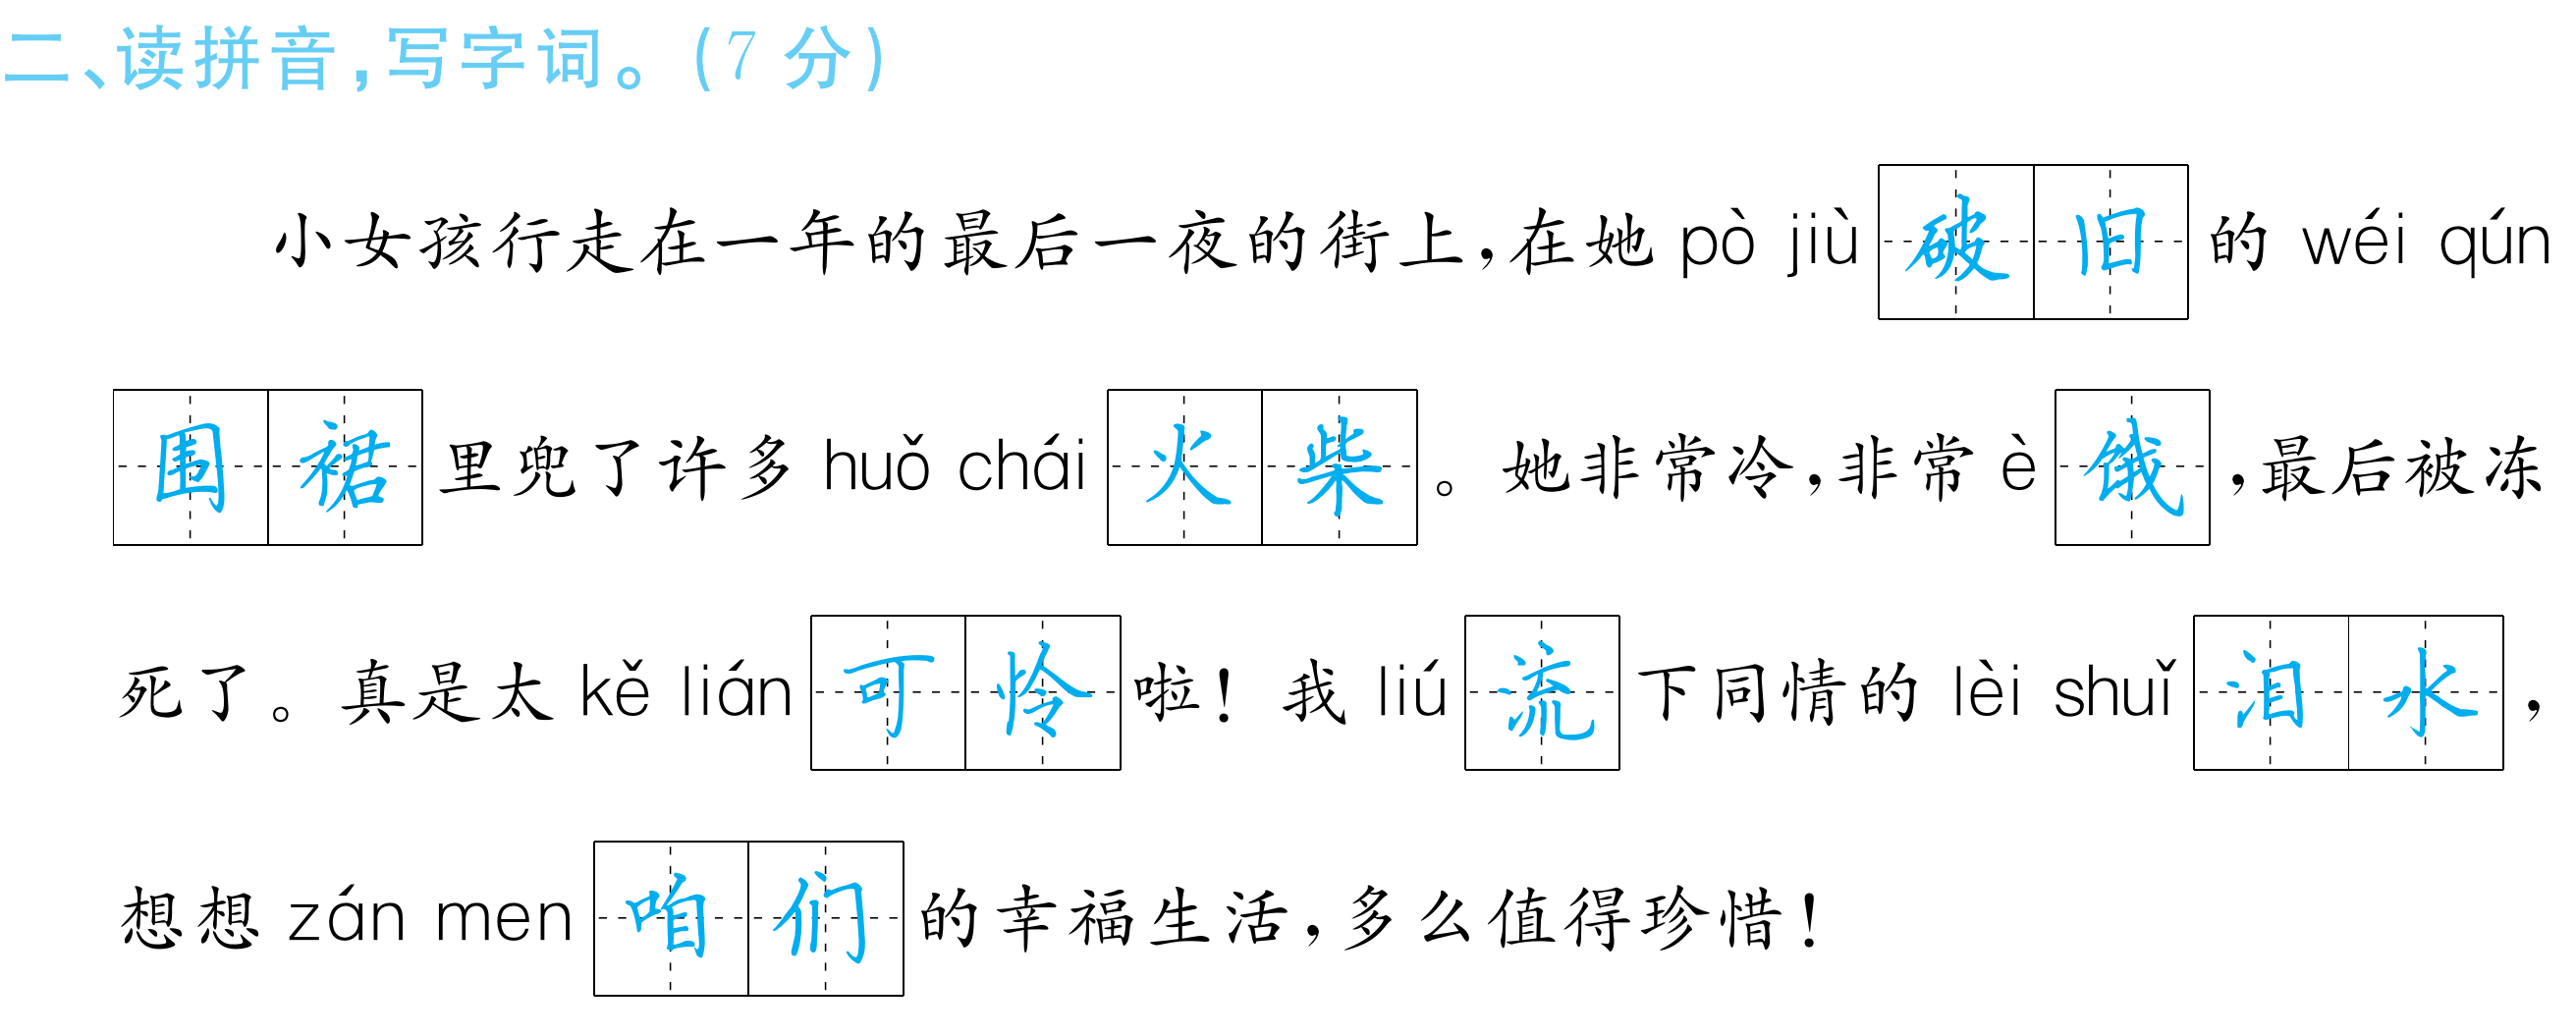 二、读拼音,写字词。(7 分)
小女孩行走在一年的最后一夜的街上,在她 pò jiù 破旧 的 wéi qún
围裙 里兜了许多 huǒ chái 火柴 。她非常冷,非常 è 饿 ,最后被冻
死了。真是太 kě lián 可怜 啦! 我 liú 流 下同情的 lèi shuǐ 泪水 ,
想想 zán men 咱们 的幸福生活,多么值得珍惜!